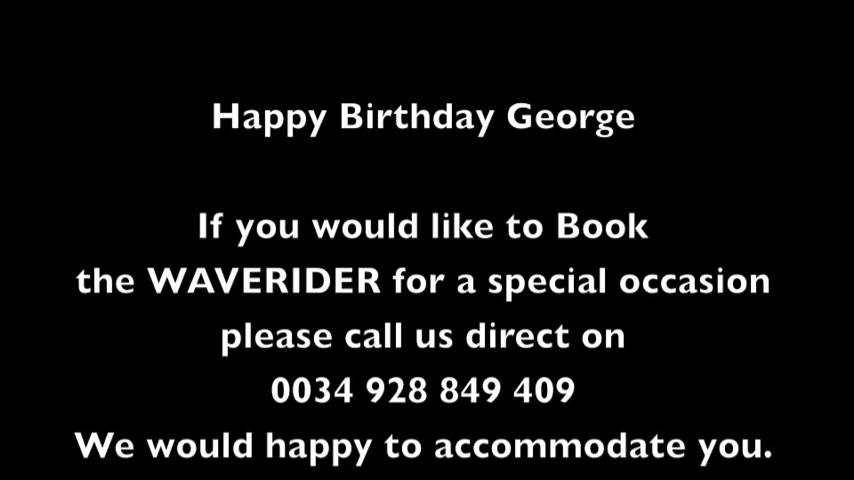 Happy Birthday George
If you would like to Book
the WAVERIDER for a special occasion
please call us direct on
0034 928 849 409
We would happy to accommodate you.